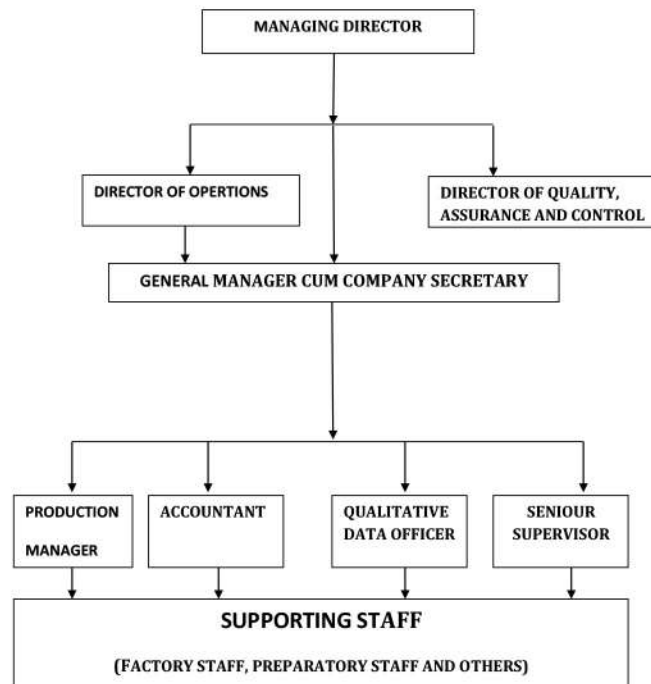 MANAGING DIRECTOR
DIRECTOR OF OPERTIONS
DIRECTOR OF QUALITY,
ASSURANCE AND CONTROL
GENERAL MANAGER CUM COMPANY SECRETARY
PRODUCTION
MANAGER
ACCOUNTANT
QUALITATIVE
DATA OFFICER
SENIOUR
SUPERVISOR
SUPPORTING STAFF
(FACTORY STAFF, PREPARATORY STAFF AND OTHERS)